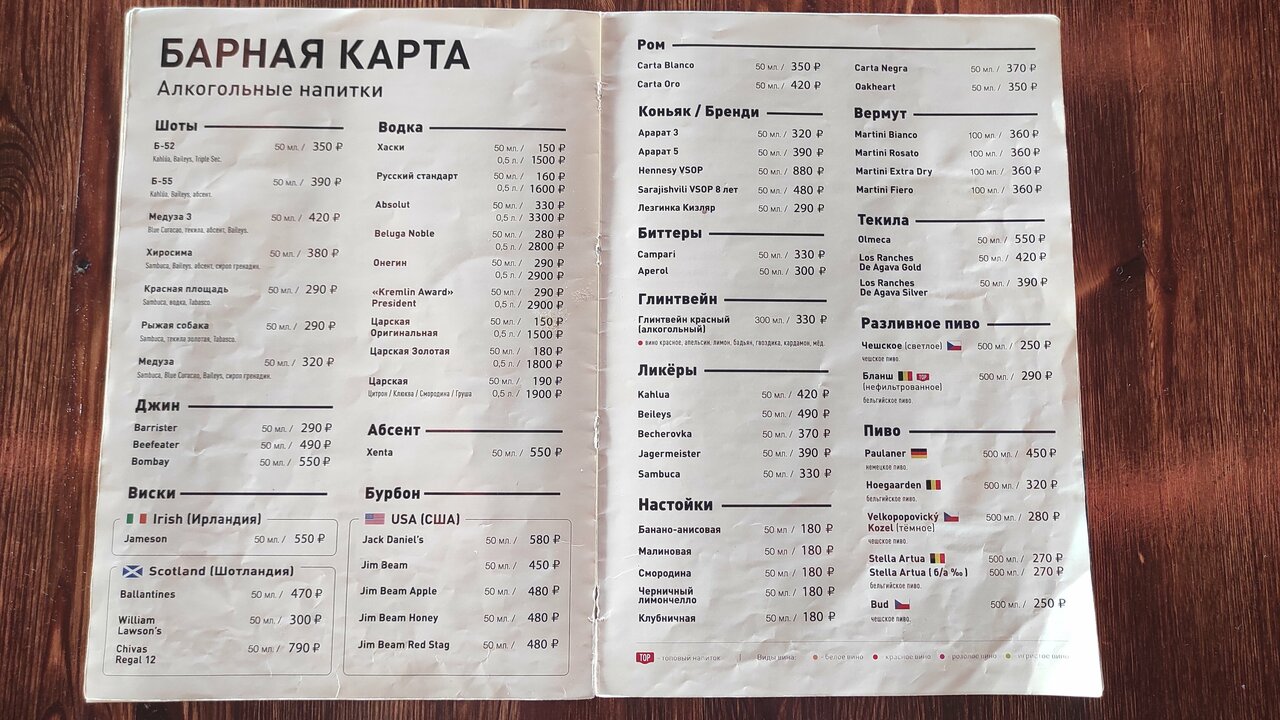 БАРНАЯ КАРТА
Алкогольные напитки
Шоты
Б-52 50 мл. / 350 ₽
Kahlúa, Baileys, Triple Sec.
Б-55 50 мл. / 390 ₽
Kahlúa, Baileys, абсент.
Медуза 3 50 мл. / 420 ₽
Blue Curacao, текила, абсент, Baileys.
Хиросима 50 мл. / 380 ₽
Sambuca, Baileys, абсент, сироп гренадин.
Красная площадь 50 мл. / 290 ₽
Sambuca, водка, Tabasco.
Рыжая собака 50 мл. / 290 ₽
Sambuca, текила золотая, Tabasco.
Медуза 50 мл. / 320 ₽
Sambuca, Blue Curacao, Baileys, сироп гренадин.
Джин
Barrister 50 мл. / 290 ₽
Beefeater 50 мл. / 490 ₽
Bombay 50 мл. / 550 ₽
Виски
Irish (Ирландия)
Jameson 50 мл. / 550 ₽
Scotland (Шотландия)
Ballantines 50 мл. / 470 ₽
William
Lawson's 50 мл. / 300 ₽
Chivas
Regal 12 50 мл. / 790 ₽
Водка
Хаски 50 мл. / 150 ₽
0,5 л. / 1500 ₽
Русский стандарт 50 мл. / 160 ₽
0,5 л. / 1600 ₽
Absolut 50 мл. / 330 ₽
0,5 л. / 3300 ₽
Beluga Noble 50 мл. / 280 ₽
0,5 л. / 2800 ₽
Онегин 50 мл. / 290 ₽
0,5 л. / 2900 ₽
«Kremlin Award» 50 мл. / 290 ₽
President 0,5 л. / 2900 ₽
Царская 50 мл. / 150 ₽
Оригинальная 0,5 л. / 1500 ₽
Царская Золотая 50 мл. / 180 ₽
0,5 л. / 1800 ₽
Царская 50 мл. / 190 ₽
Цитрон / Клюква / Смородина / Груша 0,5 л. / 1900 ₽
Абсент
Xenta 50 мл. / 550 ₽
Бурбон
USA (США)
Jack Daniel's 50 мл. / 580 ₽
Jim Beam 50 мл. / 450 ₽
Jim Beam Apple 50 мл. / 480 ₽
Jim Beam Honey 50 мл. / 480 ₽
Jim Beam Red Stag 50 мл. / 480 ₽
Ром
Carta Blanco 50 мл. / 350 ₽
Carta Oro 50 мл. / 420 ₽
Carta Negra 50 мл. / 370 ₽
Oakheart 50 мл. / 350 ₽
Коньяк / Бренди
Арарат 3 50 мл. / 320 ₽
Арарат 5 50 мл. / 390 ₽
Hennesy VSOP 50 мл. / 880 ₽
Sarajishvili VSOP 8 лет 50 мл. / 480 ₽
Лезгинка Кизляр 50 мл. / 290 ₽
Биттеры
Campari 50 мл. / 330 ₽
Aperol 50 мл. / 300 ₽
Глинтвейн
Глинтвейн красный 300 мл. / 330 ₽
(алкогольный)
вино красное, апельсин, лимон, бадьян, гвоздика, кардамон, мёд.
Ликёры
Kahlua 50 мл. / 420 ₽
Beileys 50 мл. / 490 ₽
Becherovka 50 мл. / 370 ₽
Jagermeister 50 мл. / 390 ₽
Sambuca 50 мл. / 330 ₽
Настойки
Банано-анисовая 50 мл. / 180 ₽
Малиновая 50 мл. / 180 ₽
Смородина 50 мл. / 180 ₽
Черничный
лимончелло 50 мл. / 180 ₽
Клубничная 50 мл. / 180 ₽
Вермут
Martini Bianco 100 мл. / 360 ₽
Martini Rosato 100 мл. / 360 ₽
Martini Extra Dry 100 мл. / 360 ₽
Martini Fiero 100 мл. / 360 ₽
Текила
Olmeca 50 мл. / 550 ₽
Los Ranches 50 мл. / 420 ₽
De Agava Gold
Los Ranches 50 мл. / 390 ₽
De Agava Silver
Разливное пиво
Чешское (светлое) 500 мл. / 250 ₽
чешское пиво.
Бланш TOP 500 мл. / 290 ₽
(нефильтрованное)
бельгийское пиво.
Пиво
Paulaner 500 мл. / 450 ₽
немецкое пиво.
Hoegaarden 500 мл. / 320 ₽
бельгийское пиво.
Velkopopovický 500 мл. / 280 ₽
Kozel (тёмное)
чешское пиво.
Stella Artua 500 мл. / 270 ₽
Stella Artua ( б/а ‰ ) 500 мл. / 270 ₽
бельгийское пиво.
Bud 500 мл. / 250 ₽
чешское пиво.
TOP - топовый напиток | Виды вина: - белое вино - красное вино - розовое вино - игристое вино